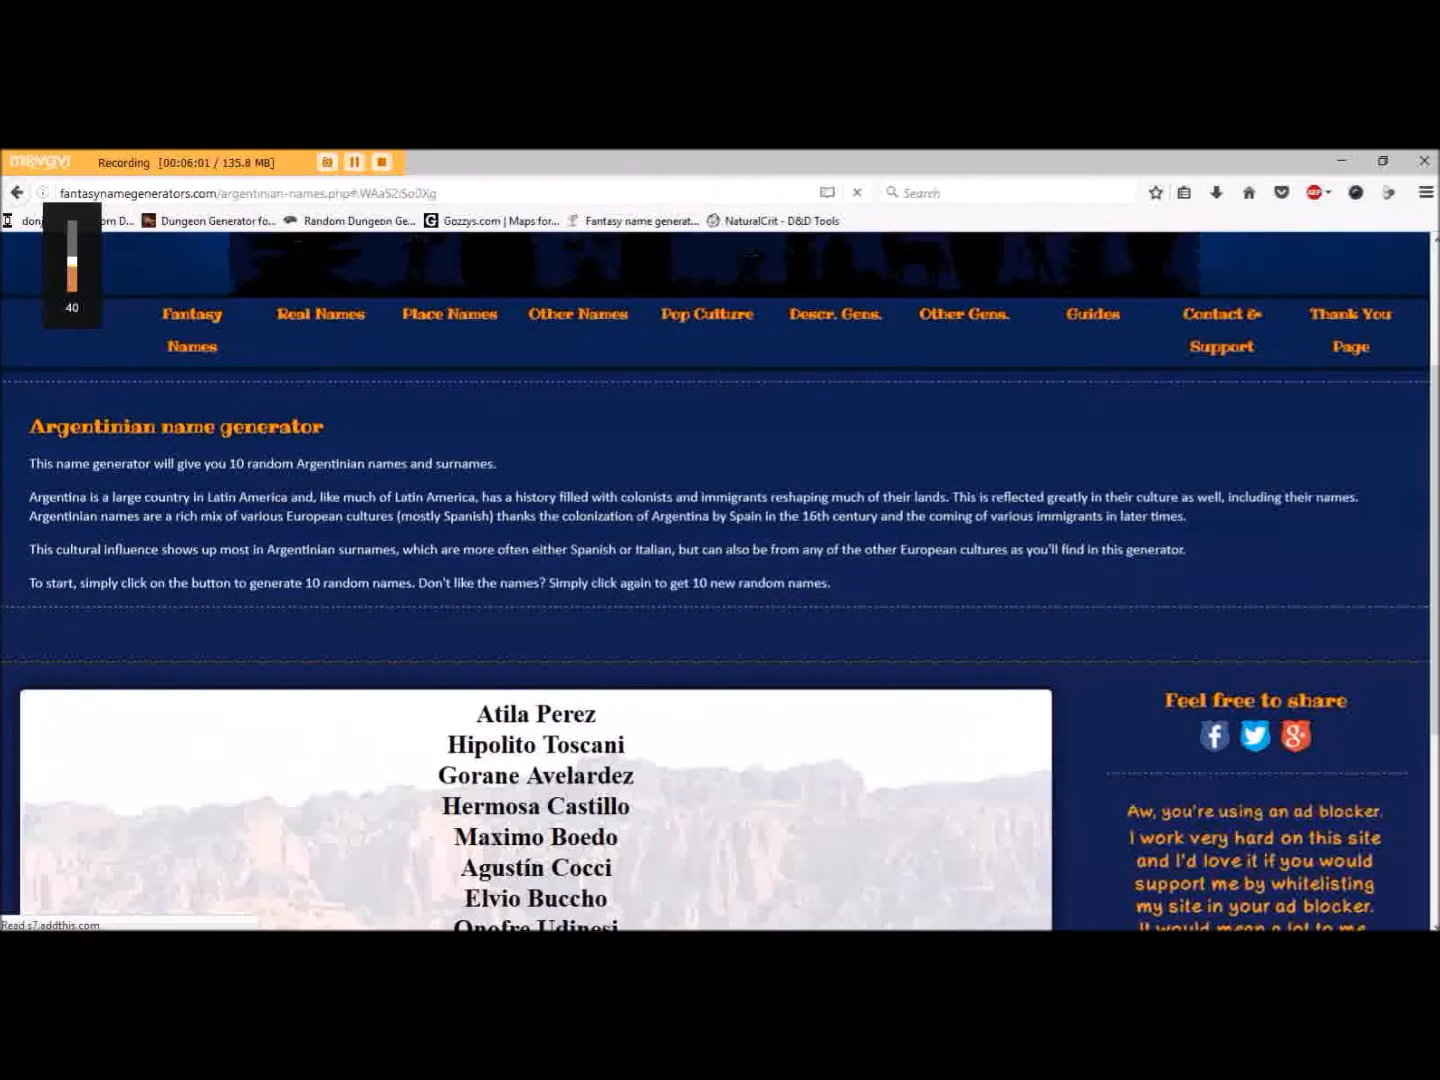 movavi Recording [00:06:01 / 135.8 MB]
fantasynamegenerators.com/argentinian-names.php#.WAaS2iSo0Xg Search
donj om D... Dungeon Generator fo... Random Dungeon Ge... Gozzys.com | Maps for... Fantasy name generat... NaturalCrit - D&D Tools
40
Fantasy Names
Real Names
Place Names
Other Names
Pop Culture
Descr. Gens.
Other Gens.
Guides
Contact & Support
Thank You Page
Argentinian name generator
This name generator will give you 10 random Argentinian names and surnames.
Argentina is a large country in Latin America and, like much of Latin America, has a history filled with colonists and immigrants reshaping much of their lands. This is reflected greatly in their culture as well, including their names.
Argentinian names are a rich mix of various European cultures (mostly Spanish) thanks the colonization of Argentina by Spain in the 16th century and the coming of various immigrants in later times.
This cultural influence shows up most in Argentinian surnames, which are more often either Spanish or Italian, but can also be from any of the other European cultures as you'll find in this generator.
To start, simply click on the button to generate 10 random names. Don't like the names? Simply click again to get 10 new random names.
Atila Perez
Hipolito Toscani
Gorane Avelardez
Hermosa Castillo
Maximo Boedo
Agustín Cocci
Elvio Buccho
Onofre Udinesi
Feel free to share
Aw, you're using an ad blocker.
I work very hard on this site
and I'd love it if you would
support me by whitelisting
my site in your ad blocker.
It would mean a lot to me
Read s7.addthis.com